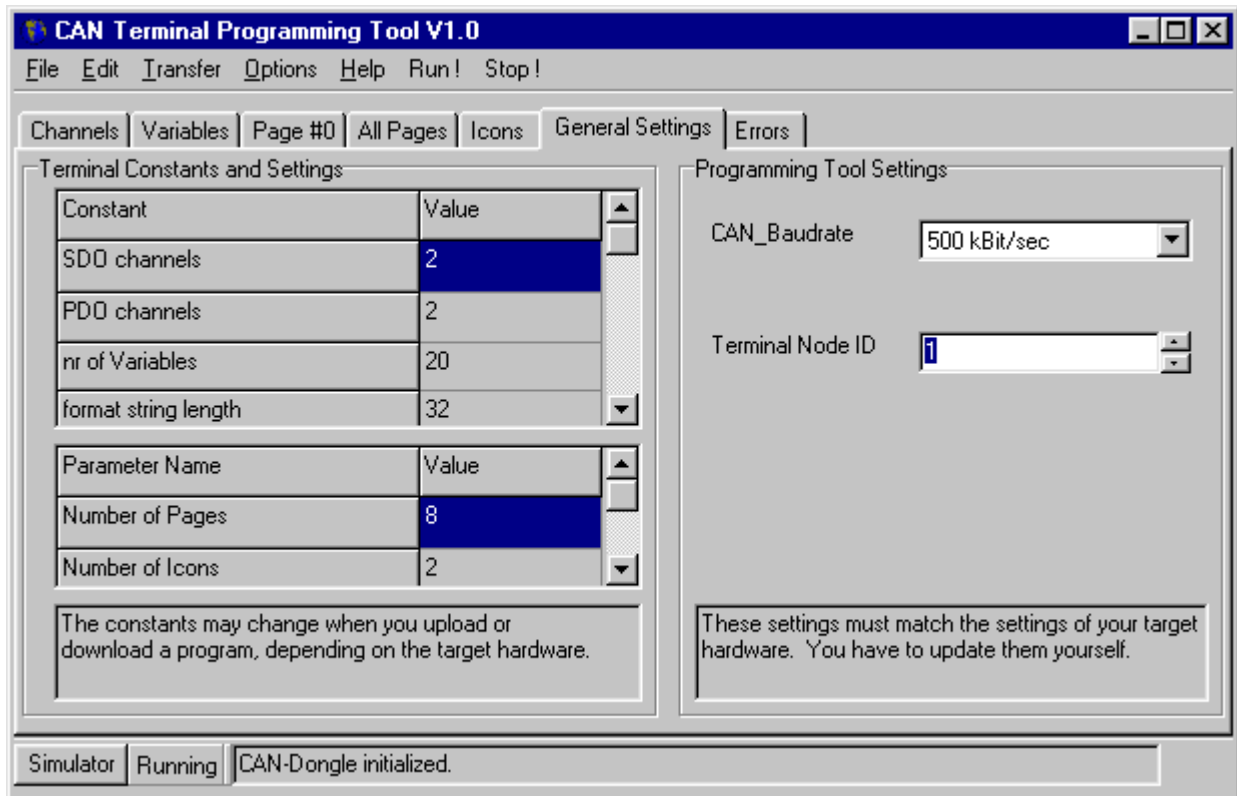 CAN Terminal Programming Tool V1.0
File Edit Transfer Options Help Run! Stop!
Channels Variables Page #0 All Pages Icons General Settings Errors
Terminal Constants and Settings
Constant Value
SDO channels 2
PDO channels 2
nr of Variables 20
format string length 32
Parameter Name Value
Number of Pages 8
Number of Icons 2
The constants may change when you upload or
download a program, depending on the target hardware.
Programming Tool Settings
CAN_Baudrate 500 kBit/sec
Terminal Node ID 1
These settings must match the settings of your target
hardware. You have to update them yourself.
Simulator Running CAN-Dongle initialized.